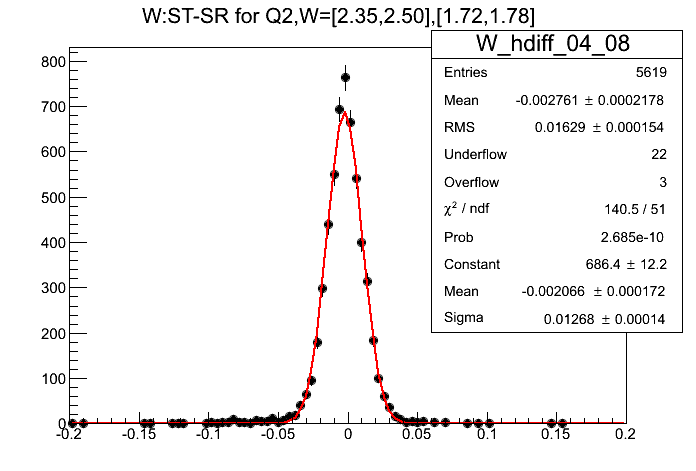 W:ST-SR for Q2,W=[2.35,2.50],[1.72,1.78]
W_hdiff_04_08
Entries 5619
Mean -0.002761 ± 0.0002178
RMS 0.01629 ± 0.000154
Underflow 22
Overflow 3
χ² / ndf 140.5 / 51
Prob 2.685e-10
Constant 686.4 ± 12.2
Mean -0.002066 ± 0.000172
Sigma 0.01268 ± 0.00014
800
700
600
500
400
300
200
100
0
-0.2 -0.15 -0.1 -0.05 0 0.05 0.1 0.15 0.2